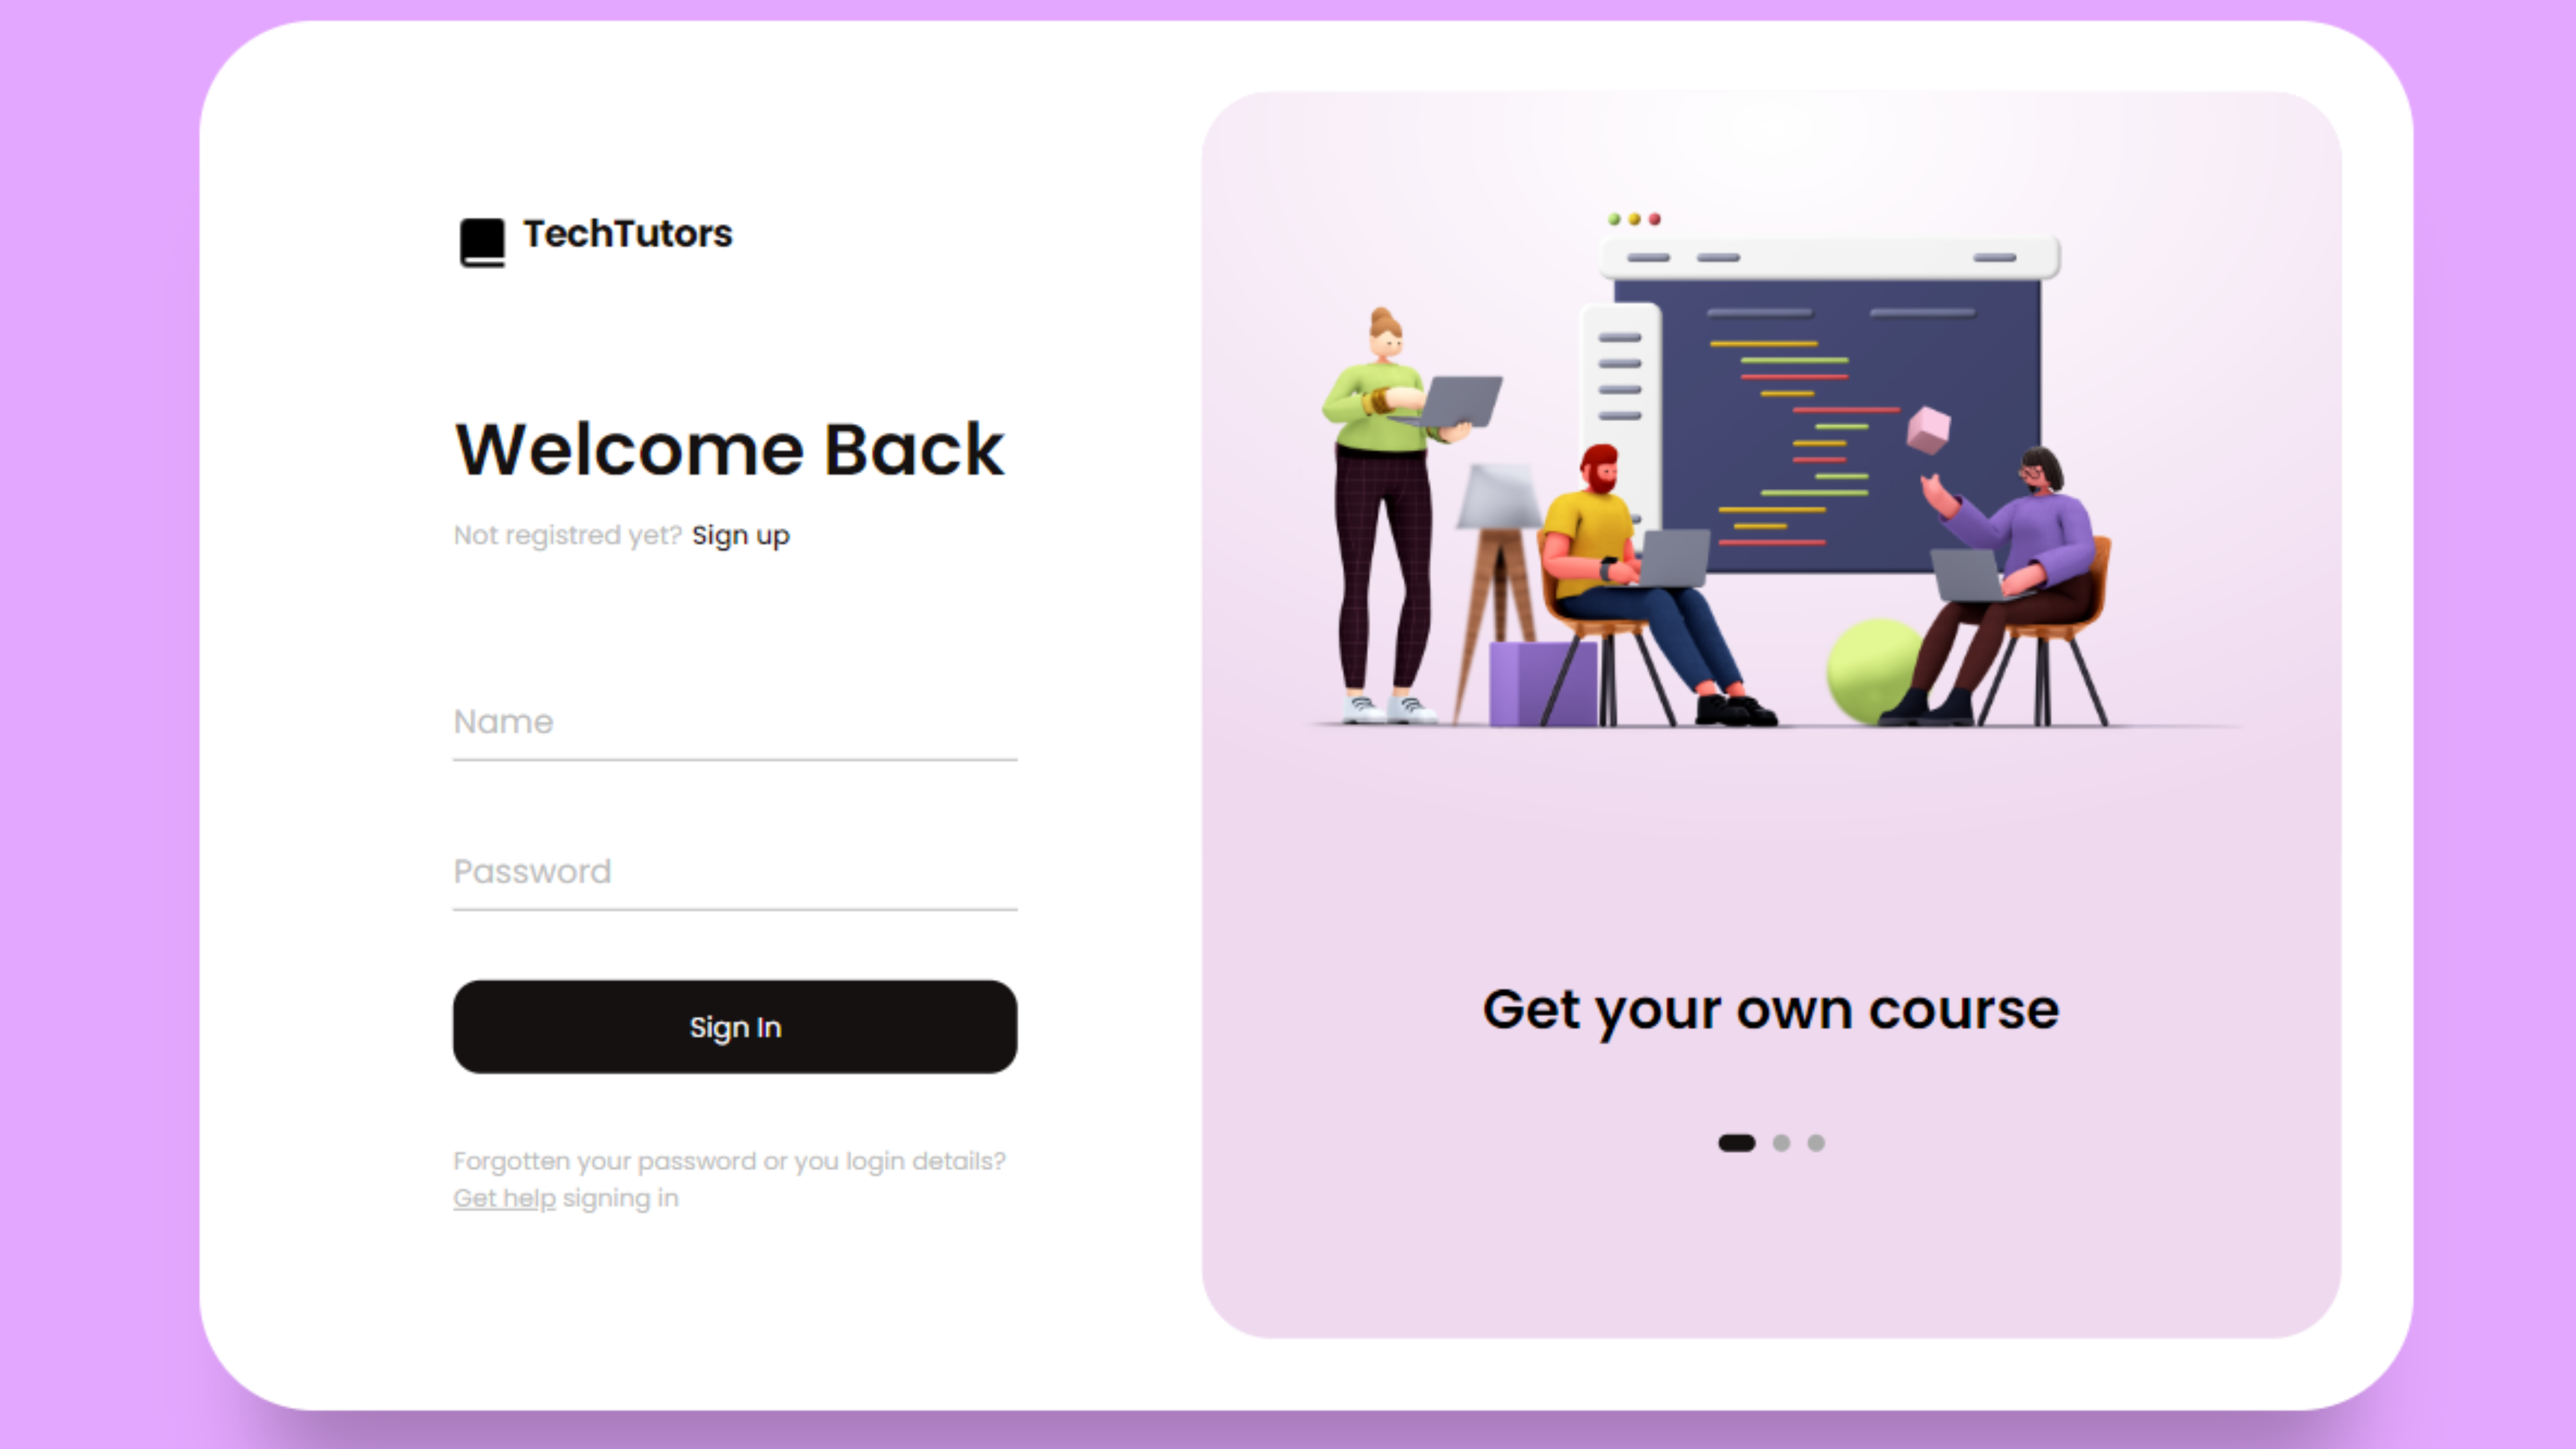 TechTutors
Welcome Back
Not registred yet? Sign up
Name
Password
Sign In
Forgotten your password or you login details?
Get help signing in
Get your own course